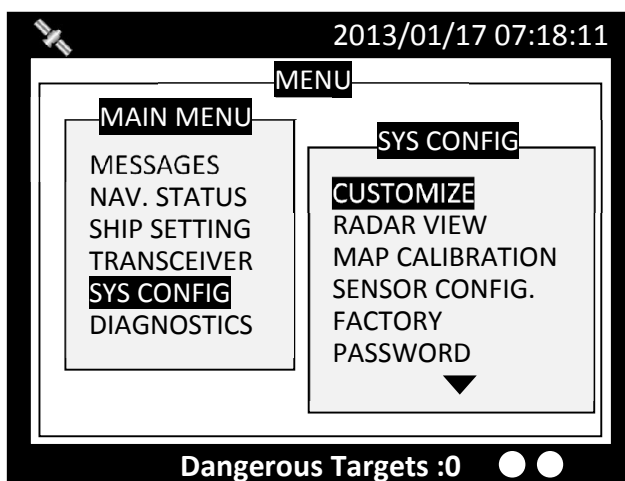 2013/01/17 07:18:11
MENU
MAIN MENU
MESSAGES
NAV. STATUS
SHIP SETTING
TRANSCEIVER
SYS CONFIG
DIAGNOSTICS
SYS CONFIG
CUSTOMIZE
RADAR VIEW
MAP CALIBRATION
SENSOR CONFIG.
FACTORY
PASSWORD
Dangerous Targets :0